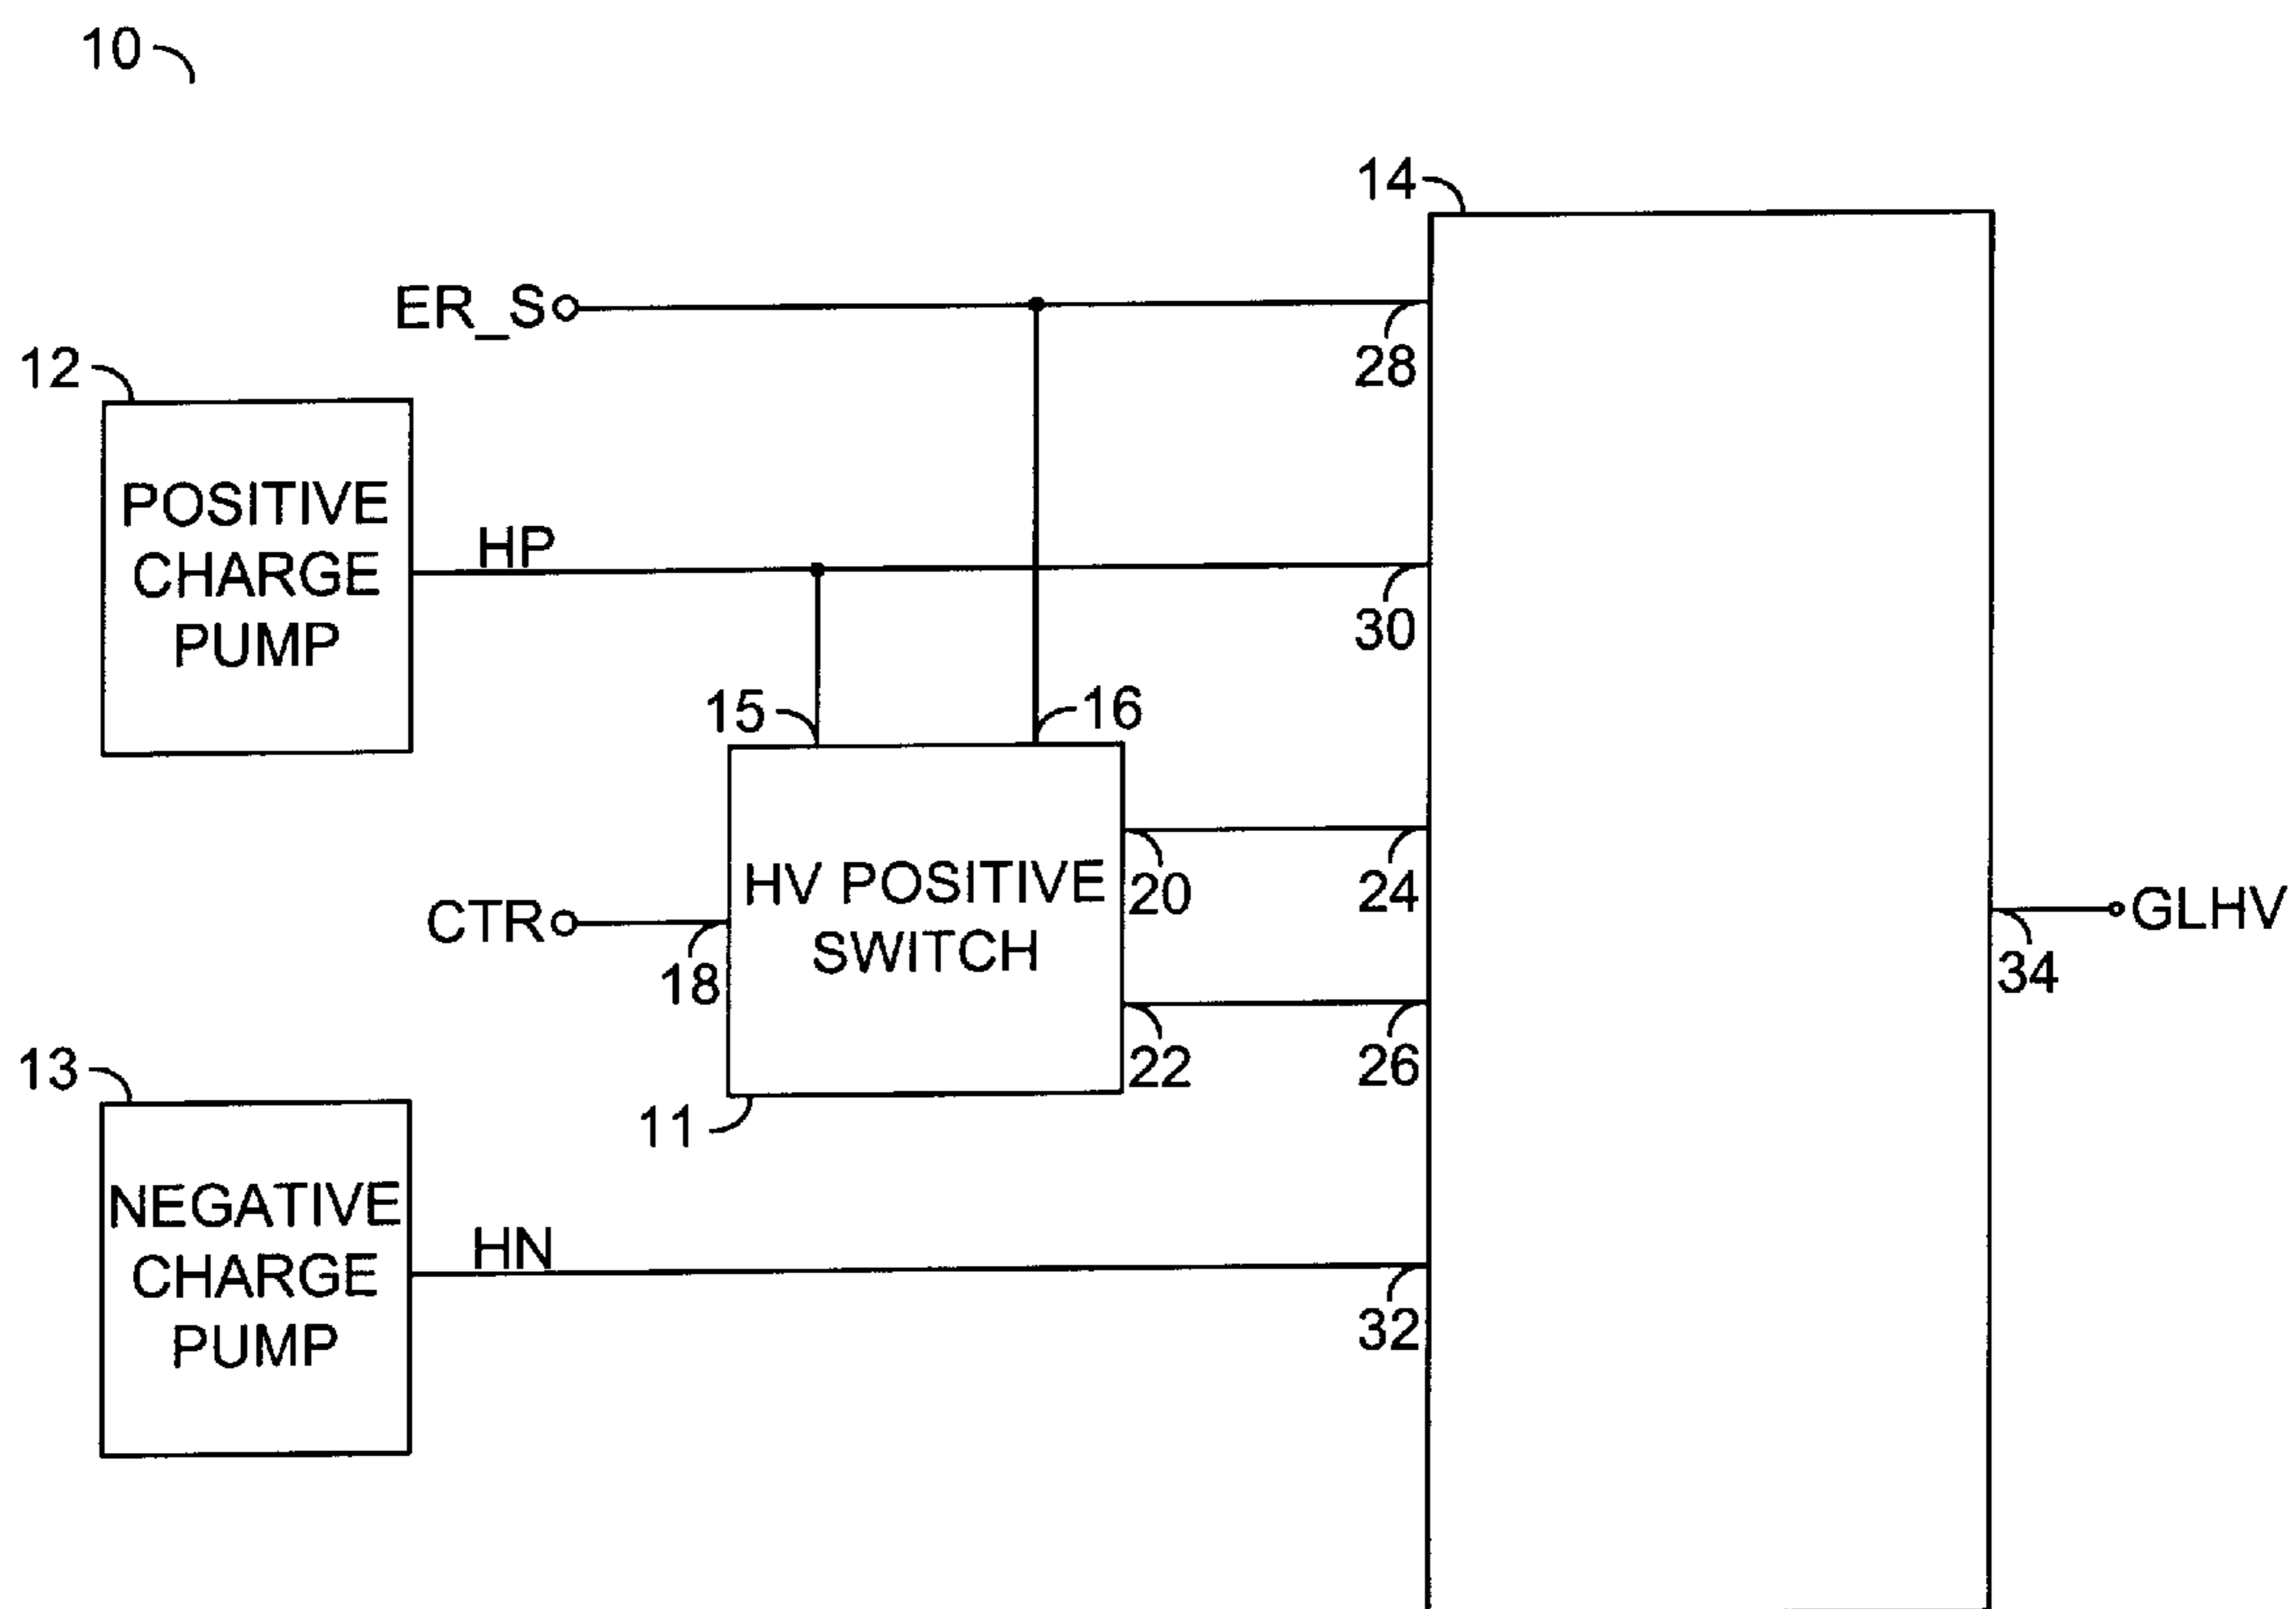 10
14
ER_S
28
12
POSITIVE
CHARGE
PUMP
HP
30
15
16
HV POSITIVE
SWITCH
20
24
CTR
18
GLHV
34
22
26
11
13
NEGATIVE
CHARGE
PUMP
HN
32